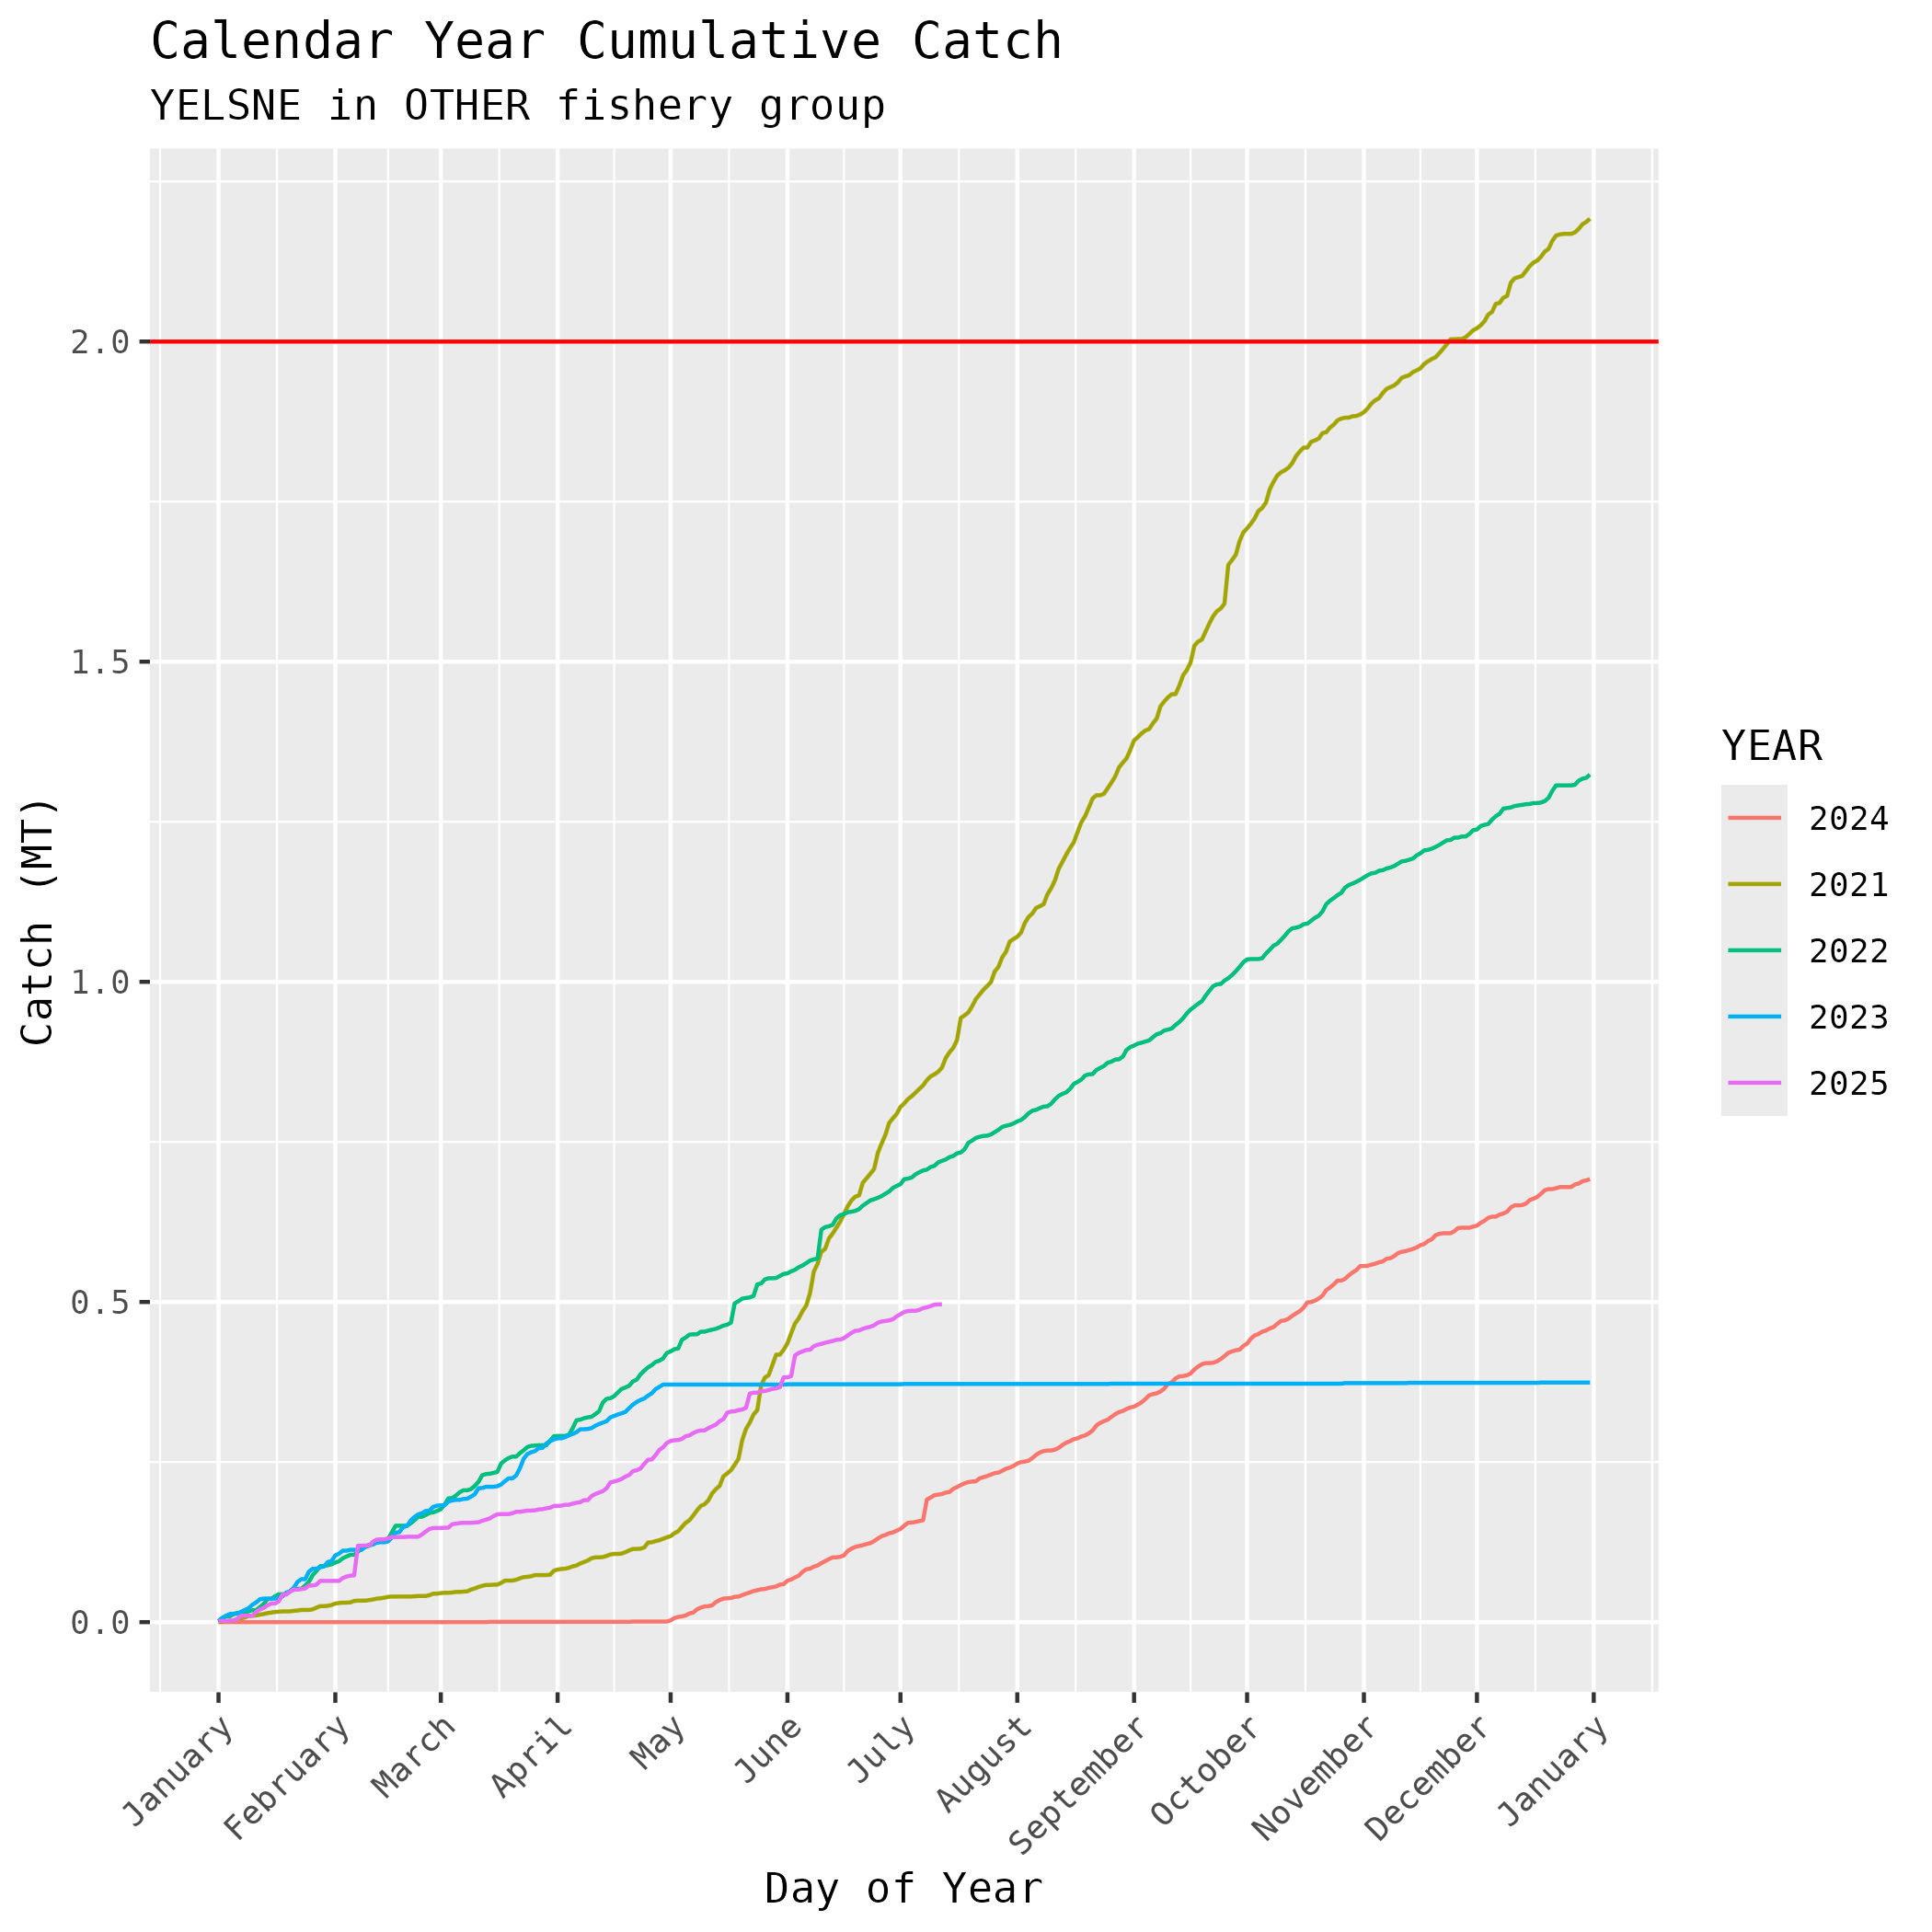 Calendar Year Cumulative Catch
YELSNE in OTHER fishery group
Catch (MT)
2.0
1.5
1.0
0.5
0.0
January
February
March
April
May
June
July
August
September
October
November
December
January
Day of Year
YEAR
2024
2021
2022
2023
2025